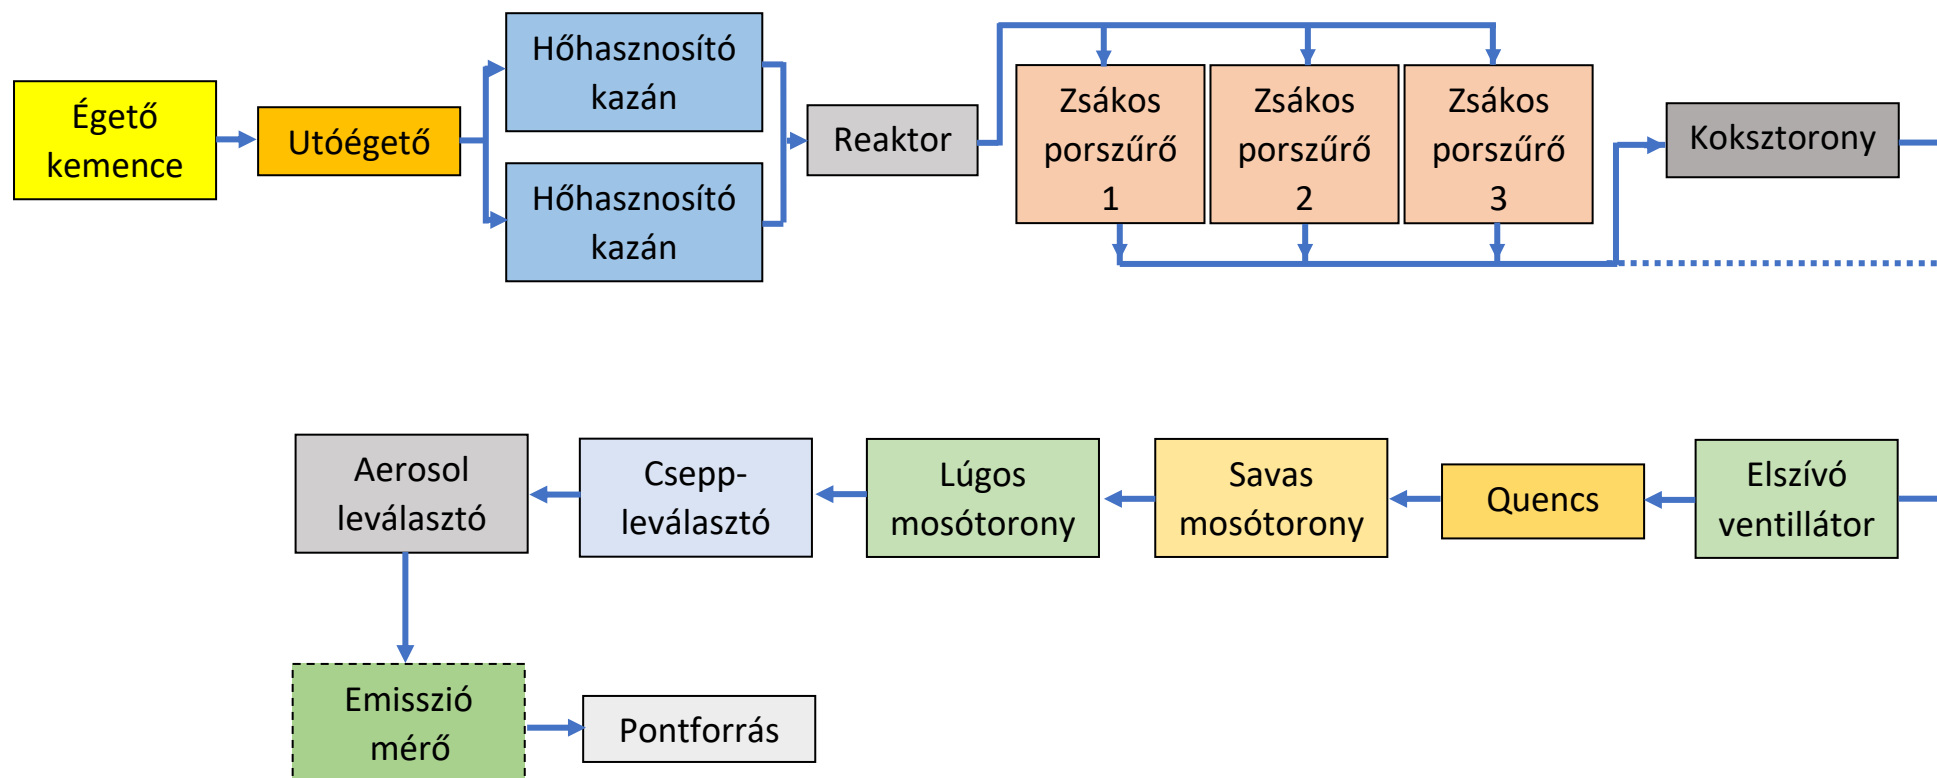 Égető
kemence
Utóégető
Hőhasznosító
kazán
Hőhasznosító
kazán
Reaktor
Zsákos
porszűrő
1
Zsákos
porszűrő
2
Zsákos
porszűrő
3
Koksztorony
Aerosol
leválasztó
Csepp-
leválasztó
Lúgos
mosótorony
Savas
mosótorony
Quencs
Elszívó
ventillátor
Emisszió
mérő
Pontforrás